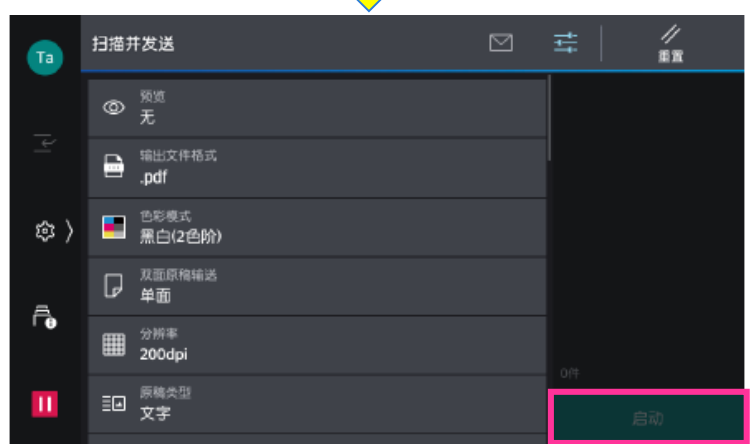 Ta
扫描并发送
重置
预览
无
输出文件格式
.pdf
色彩模式
黑白(2色阶)
双面原稿输送
单面
分辨率
200dpi
原稿类型
文字
0件
启动